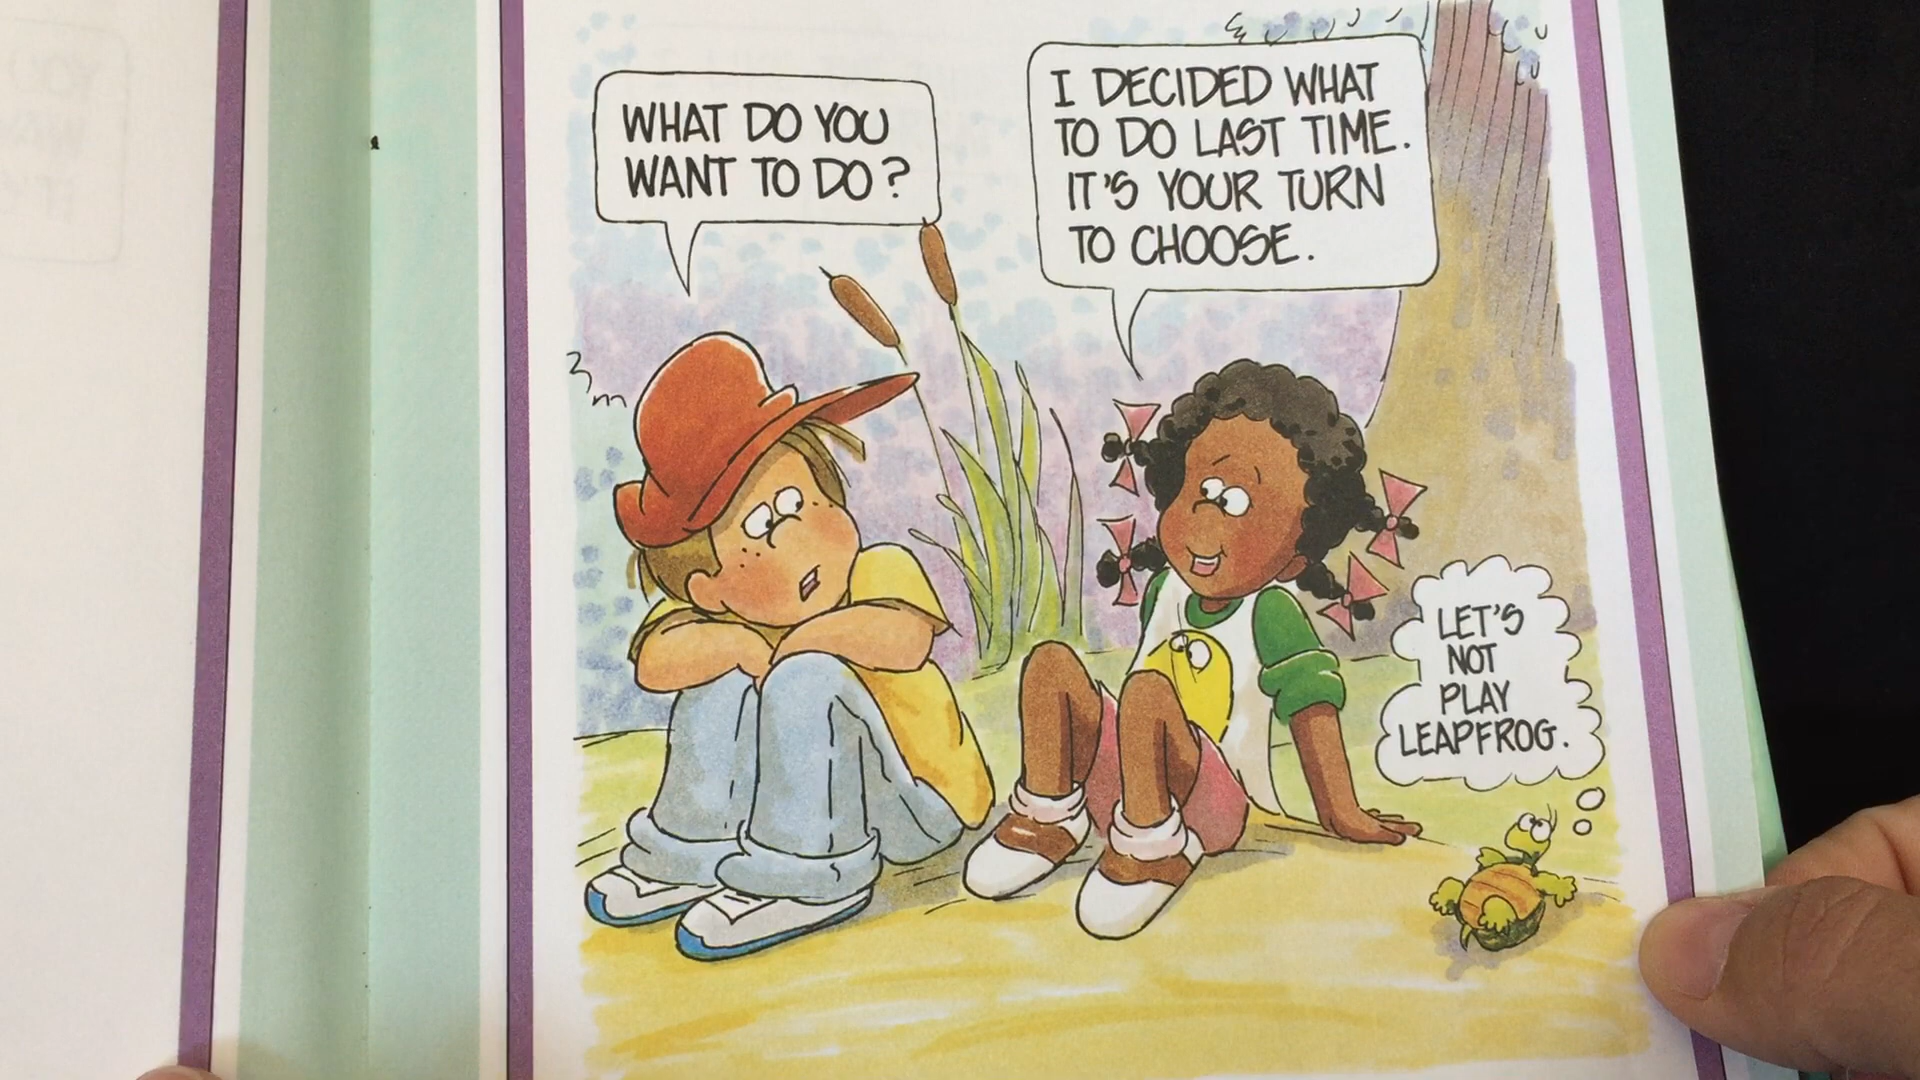 WHAT DO YOU
WANT TO DO?
I DECIDED WHAT
TO DO LAST TIME.
IT'S YOUR TURN
TO CHOOSE.
LET'S
NOT
PLAY
LEAPFROG.